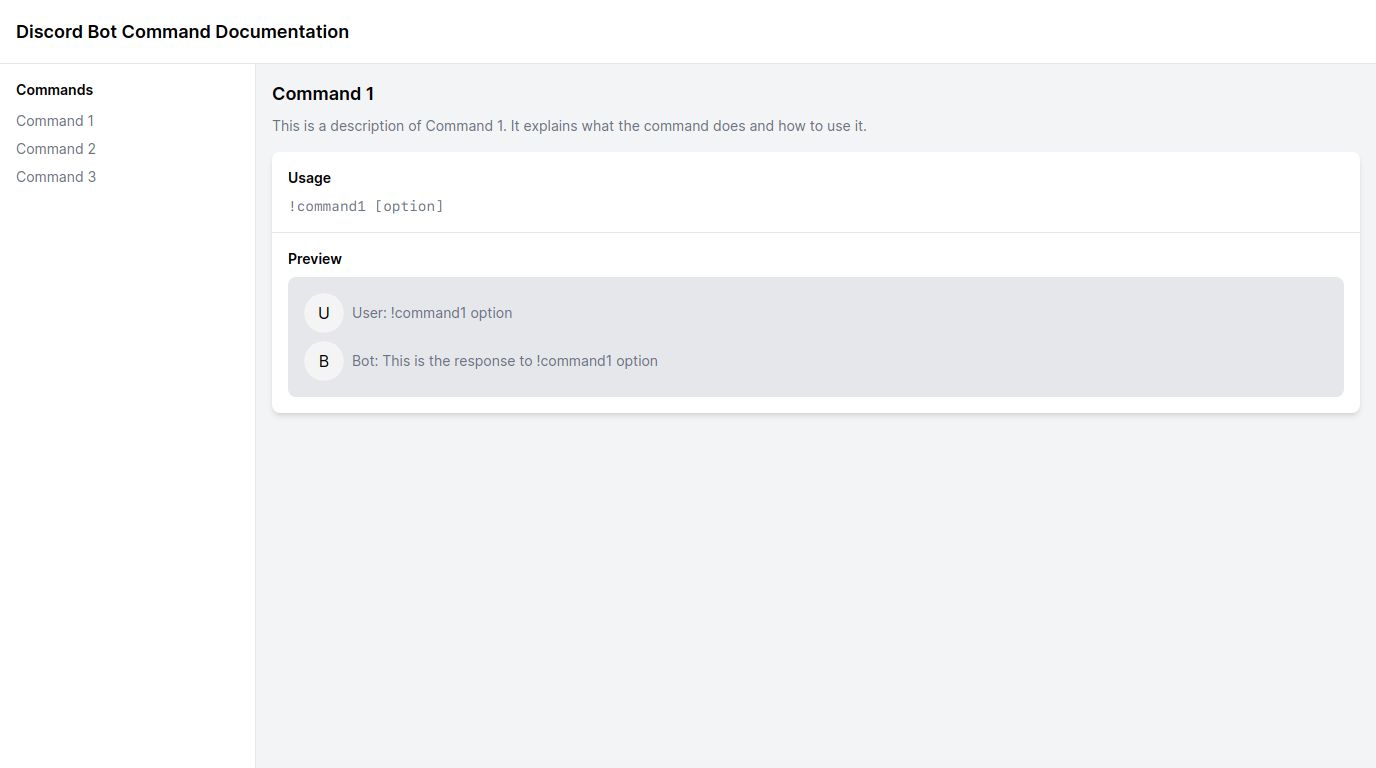 Discord Bot Command Documentation
Commands
Command 1
Command 2
Command 3
Command 1
This is a description of Command 1. It explains what the command does and how to use it.
Usage
!command1 [option]
Preview
U
User: !command1 option
B
Bot: This is the response to !command1 option